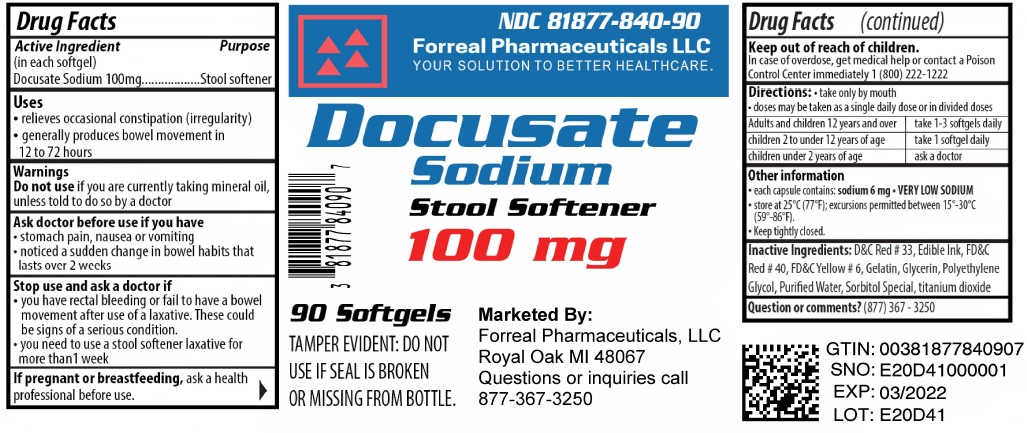 Drug Facts
Active Ingredient Purpose
(in each softgel)
Docusate Sodium 100mg...................Stool softener
Uses
• relieves occasional constipation (irregularity)
• generally produces bowel movement in
12 to 72 hours
Warnings
Do not use if you are currently taking mineral oil,
unless told to do so by a doctor
Ask doctor before use if you have
• stomach pain, nausea or vomiting
• noticed a sudden change in bowel habits that
lasts over 2 weeks
Stop use and ask a doctor if
• you have rectal bleeding or fail to have a bowel
movement after use of a laxative. These could
be signs of a serious condition.
• you need to use a stool softener laxative for
more than1 week
If pregnant or breastfeeding, ask a health
professional before use.
NDC 81877-840-90
Forreal Pharmaceuticals LLC
YOUR SOLUTION TO BETTER HEALTHCARE.
Docusate
Sodium
Stool Softener
100 mg
3 81877 84090 7
90 Softgels
TAMPER EVIDENT: DO NOT
USE IF SEAL IS BROKEN
OR MISSING FROM BOTTLE.
Marketed By:
Forreal Pharmaceuticals, LLC
Royal Oak MI 48067
Questions or inquiries call
877-367-3250
Drug Facts (continued)
Keep out of reach of children.
In case of overdose, get medical help or contact a Poison
Control Center immediately 1 (800) 222-1222
Directions: • take only by mouth
• doses may be taken as a single daily dose or in divided doses
Adults and children 12 years and over take 1-3 softgels daily
children 2 to under 12 years of age take 1 softgel daily
children under 2 years of age ask a doctor
Other information
• each capsule contains: sodium 6 mg • VERY LOW SODIUM
• store at 25°C (77°F); excursions permitted between 15°-30°C
(59°-86°F).
• Keep tightly closed.
Inactive Ingredients: D&C Red # 33, Edible Ink, FD&C
Red # 40, FD&C Yellow # 6, Gelatin, Glycerin, Polyethylene
Glycol, Purified Water, Sorbitol Special, titanium dioxide
Question or comments? (877) 367 - 3250
GTIN: 00381877840907
SNO: E20D41000001
EXP: 03/2022
LOT: E20D41